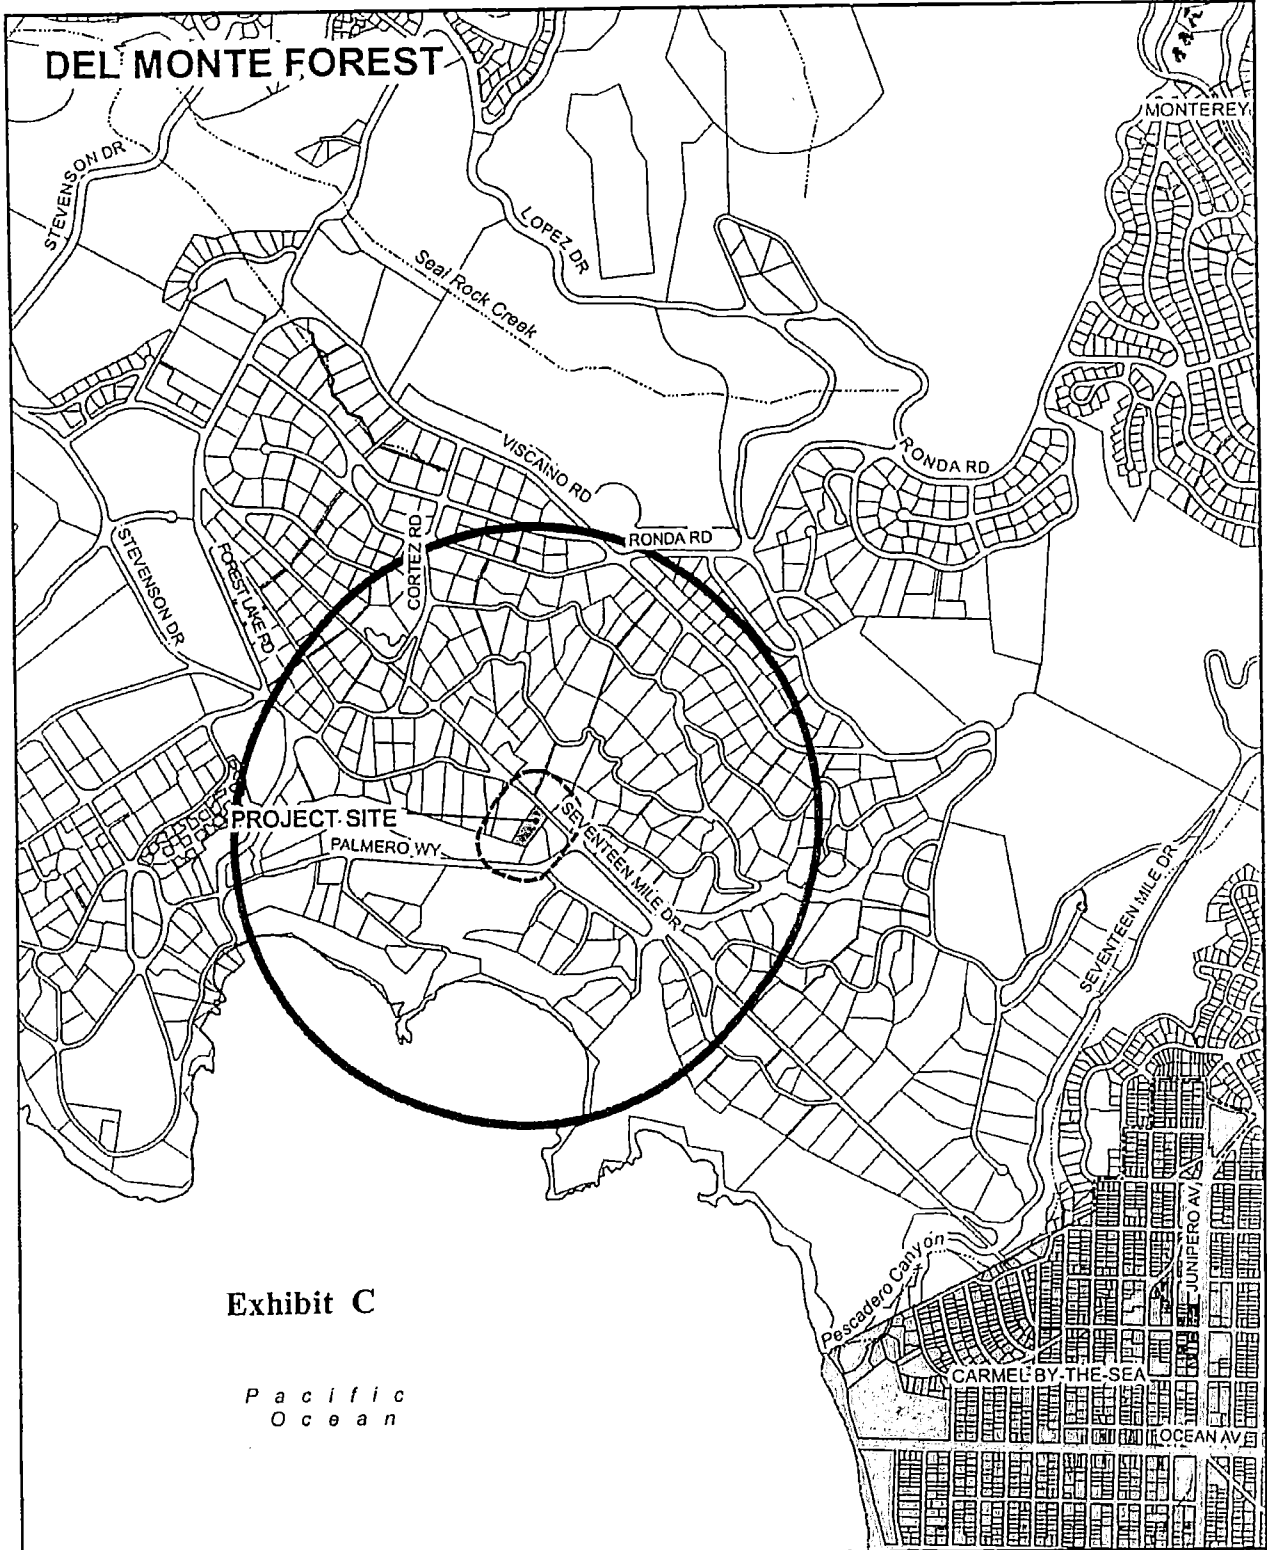 DEL MONTE FOREST
MONTEREY
STEVENSON DR
LOPEZ DR
Seal Rock Creek
VISCAINO RD
RONDA RD
CORTEZ RD
RONDA RD
STEVENSON DR
FOREST LAKE RD
PROJECT SITE
PALMERO WY
SEVENTEEN MILE DR
SEVENTEEN MILE DR
JUNIPERO AV
Pescadero Canyon
Exhibit C
CARMEL-BY-THE-SEA
Pacific
Ocean
OCEAN AV